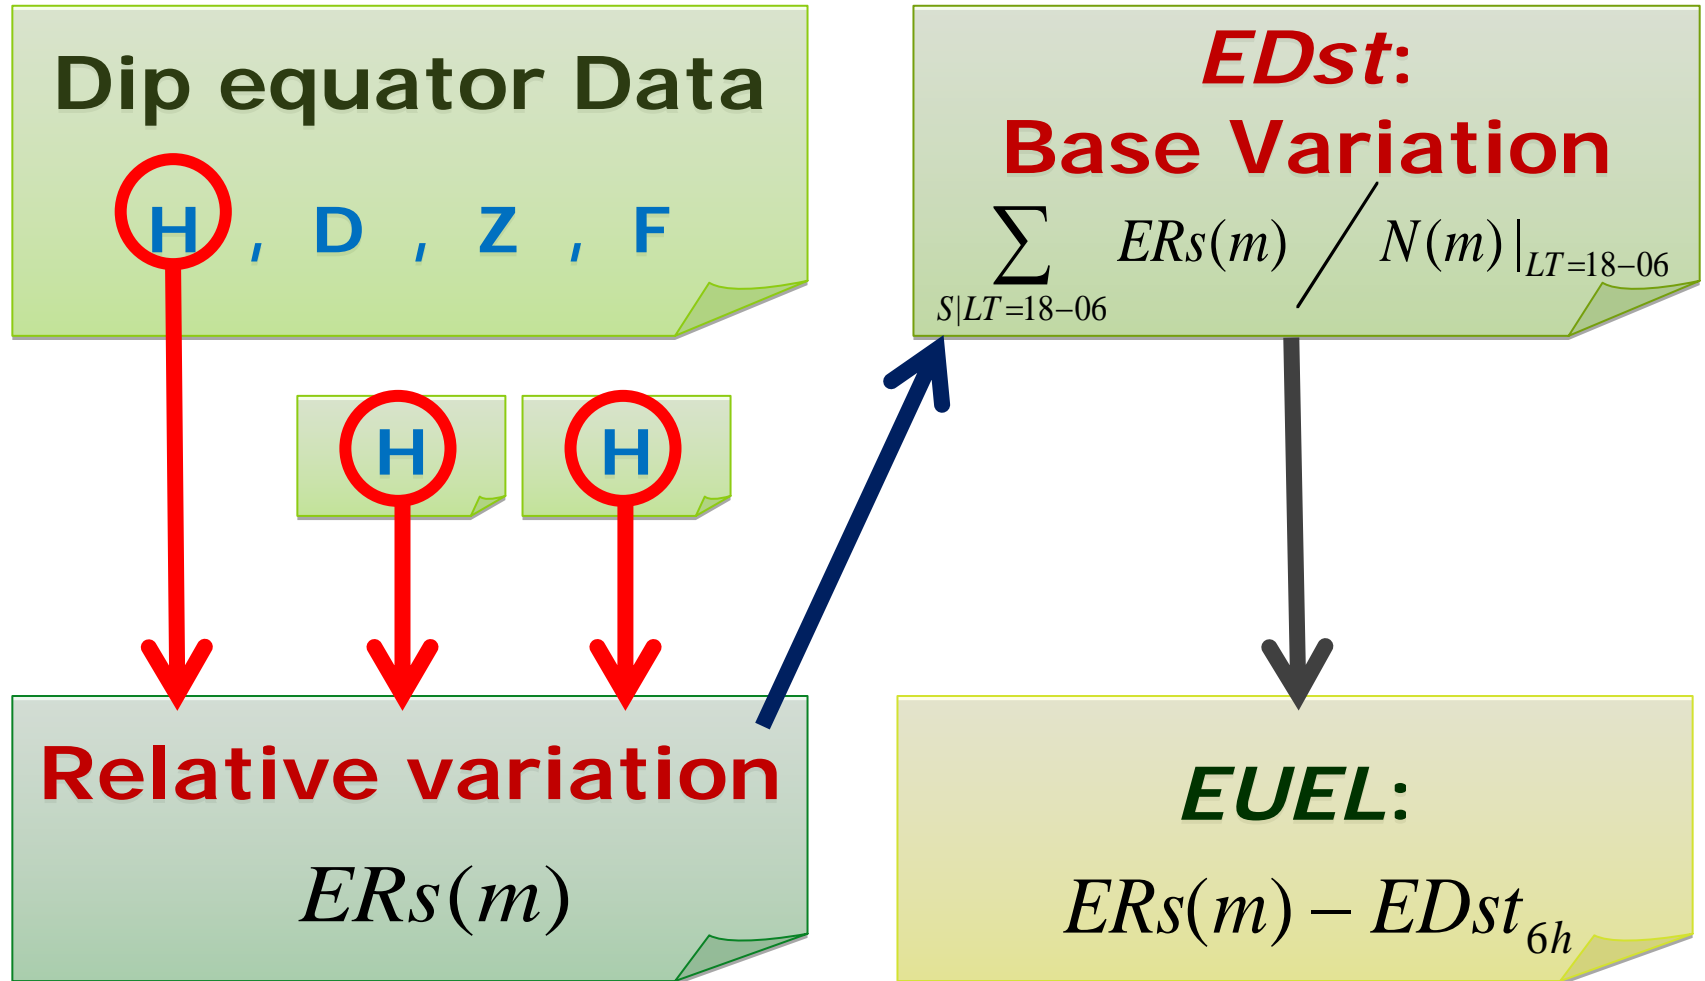 Dip equator Data
H , D , Z , F
H
H
Relative variation
ERs(m)
EDst:
Base Variation
∑ S|LT=18−06 ERs(m) / N(m)|LT=18−06
EUEL:
ERs(m) − EDst6h